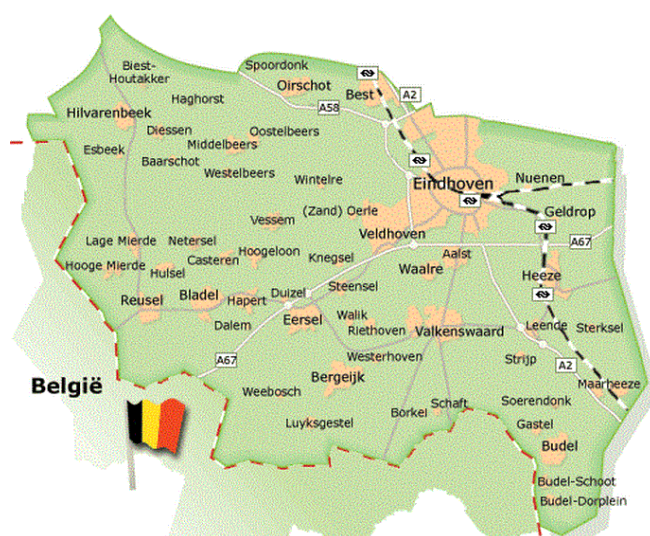 Biest-
Houtakker
Spoordonk
Oirschot
Best
A2
Haghorst
A58
Hilvarenbeek
Diessen
Oostelbeers
Middelbeers
Esbeek
Baarschot
Westelbeers
Wintelre
Eindhoven
Nuenen
Vessem
(Zand) Oerle
Geldrop
Veldhoven
Lage Mierde
Netersel
A67
Hoogeloon
Casteren
Knegsel
Aalst
Hooge Mierde
Hulsel
Waalre
Heeze
Steensel
Reusel
Bladel
Hapert
Duizel
Dalem
Eersel
Walik
Riethoven
Valkenswaard
Leende
Sterksel
A67
Westerhoven
Strijp
A2
België
Bergeijk
Maarheeze
Weebosch
Soerendonk
Borkel
Schaft
Luyksgestel
Gastel
Budel
Budel-Schoot
Budel-Dorplein